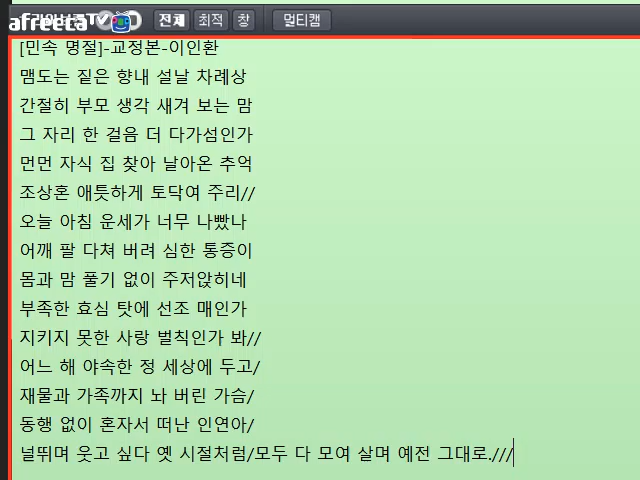 afreeca TV 전체 최적 창 멀티캠
[민속 명절]-교정본-이인환
맴도는 짙은 향내 설날 차례상
간절히 부모 생각 새겨 보는 맘
그 자리 한 걸음 더 다가섬인가
먼먼 자식 집 찾아 날아온 추억
조상혼 애틋하게 토닥여 주리//
오늘 아침 운세가 너무 나빴나
어깨 팔 다쳐 버려 심한 통증이
몸과 맘 풀기 없이 주저앉히네
부족한 효심 탓에 선조 매인가
지키지 못한 사랑 벌칙인가 봐//
어느 해 야속한 정 세상에 두고/
재물과 가족까지 놔 버린 가슴/
동행 없이 혼자서 떠난 인연아/
널뛰며 웃고 싶다 옛 시절처럼/모두 다 모여 살며 예전 그대로.///